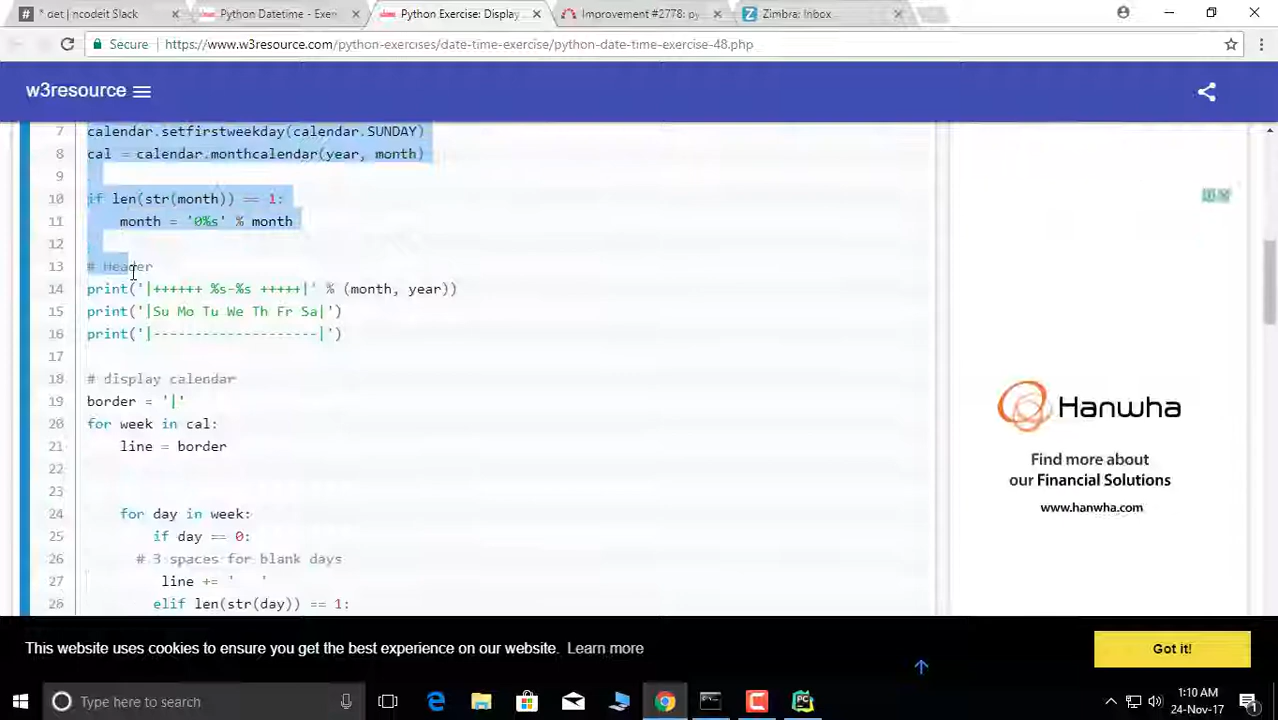 * det | ncodeit Slack
Python Datetime - Exer
Python Exercise: Display
Improvement #2778: py
Zimbra: Inbox
Secure https://www.w3resource.com/python-exercises/date-time-exercise/python-date-time-exercise-48.php
w3resource
7 calendar.setfirstweekday(calendar.SUNDAY)
8 cal = calendar.monthcalendar(year, month)
9
10 if len(str(month)) == 1:
11     month = '0%s' % month
12
13 # Header
14 print('|++++++ %s-%s +++++|' % (month, year))
15 print('|Su Mo Tu We Th Fr Sa|')
16 print('|--------------------|')
17
18 # display calendar
19 border = '|'
20 for week in cal:
21     line = border
22
23
24     for day in week:
25         if day == 0:
26       # 3 spaces for blank days
27          line += '   '
28         elif len(str(day)) == 1:
Hanwha
Find more about
our Financial Solutions
www.hanwha.com
This website uses cookies to ensure you get the best experience on our website. Learn more
Got it!
Type here to search
1:10 AM
24-Nov-17